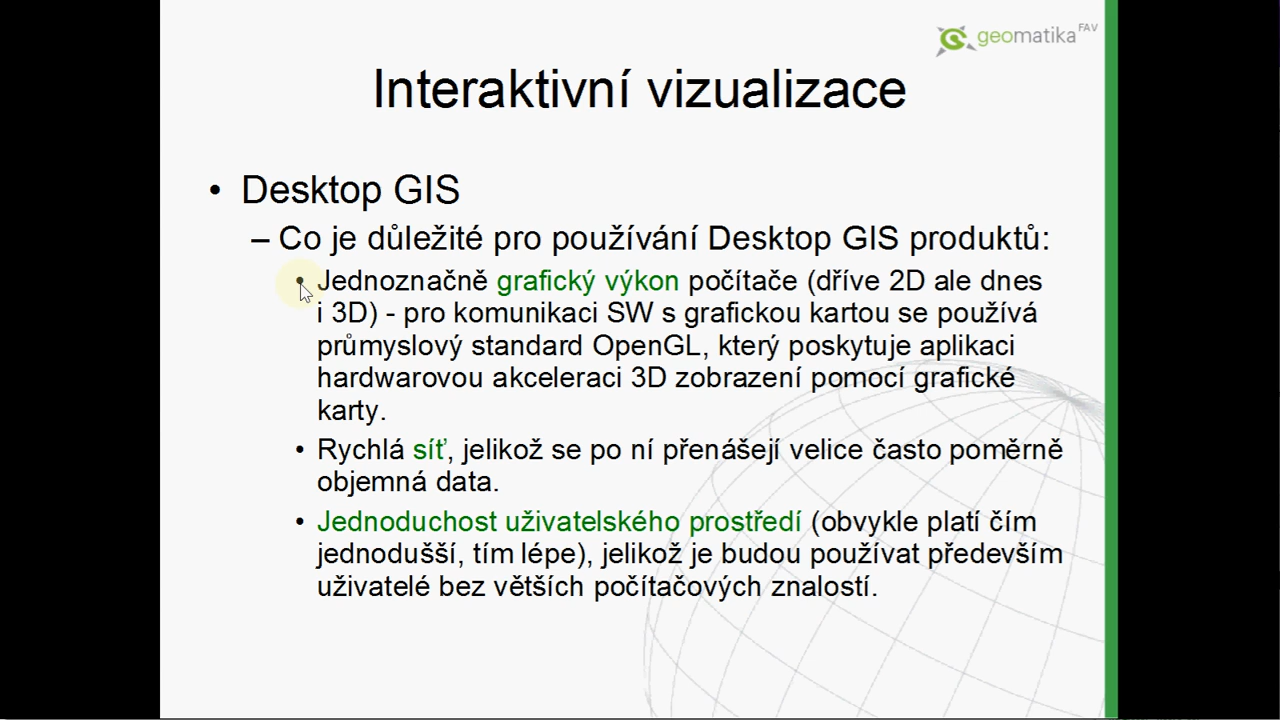 geomatika FAV
Interaktivní vizualizace
• Desktop GIS
– Co je důležité pro používání Desktop GIS produktů:
• Jednoznačně grafický výkon počítače (dříve 2D ale dnes
i 3D) - pro komunikaci SW s grafickou kartou se používá
průmyslový standard OpenGL, který poskytuje aplikaci
hardwarovou akceleraci 3D zobrazení pomocí grafické
karty.
• Rychlá síť, jelikož se po ní přenášejí velice často poměrně
objemná data.
• Jednoduchost uživatelského prostředí (obvykle platí čím
jednodušší, tím lépe), jelikož je budou používat především
uživatelé bez větších počítačových znalostí.